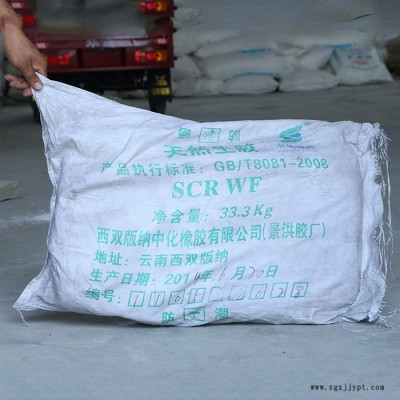 天然生胶
产品执行标准：GB/T8081-2008
SCR WF
净含量：33.3Kg
西双版纳中化橡胶有限公司(景洪胶厂)
地址：云南西双版纳
生产日期：201 年 月 日
编号：
防 潮
www.zgxjjypt.com